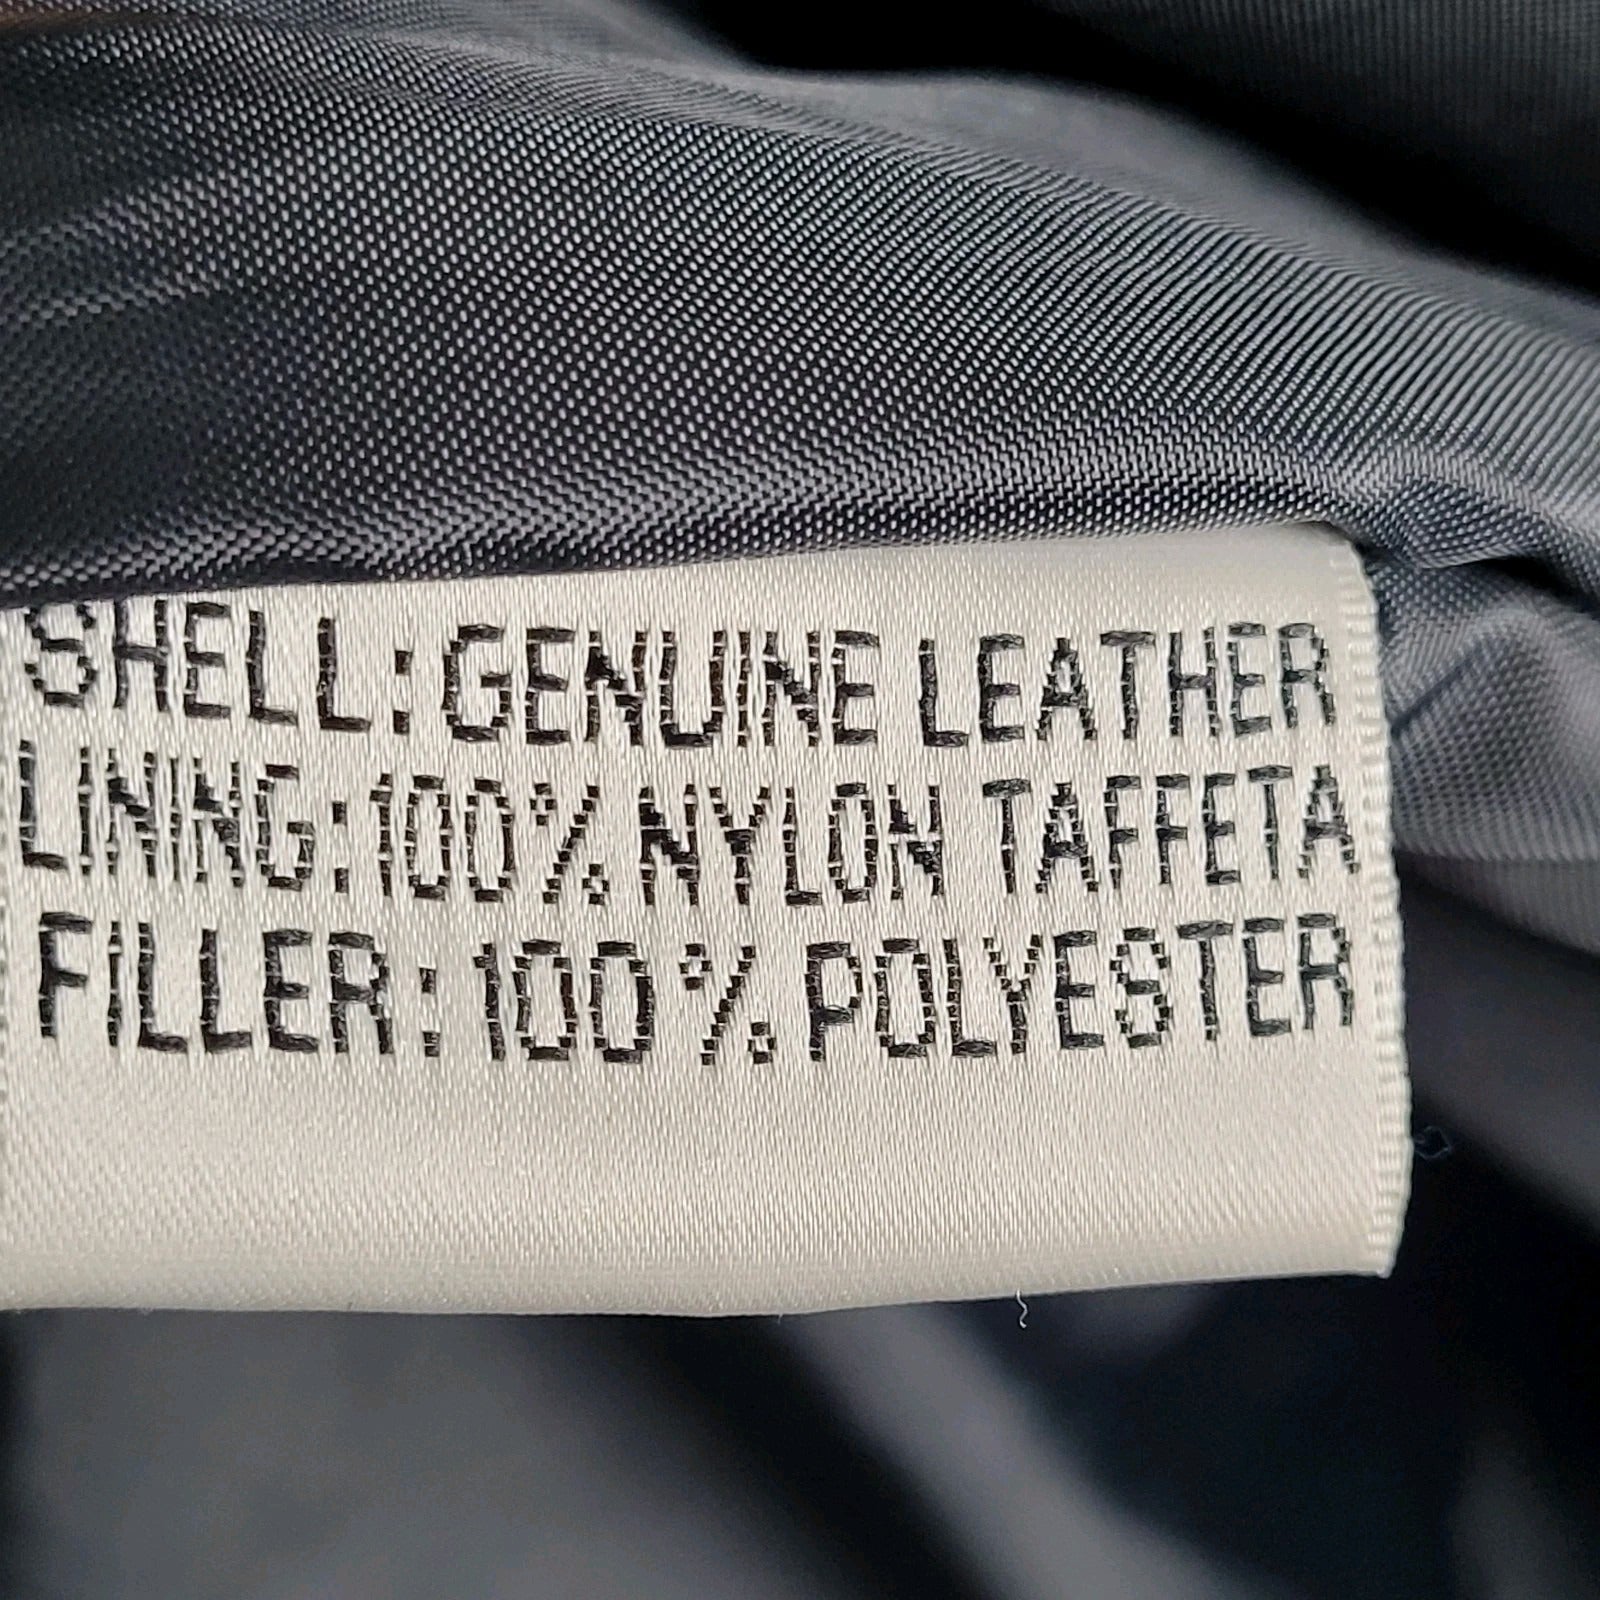 SHELL: GENUINE LEATHER
LINING: 100% NYLON TAFFETA
FILLER: 100% POLYESTER